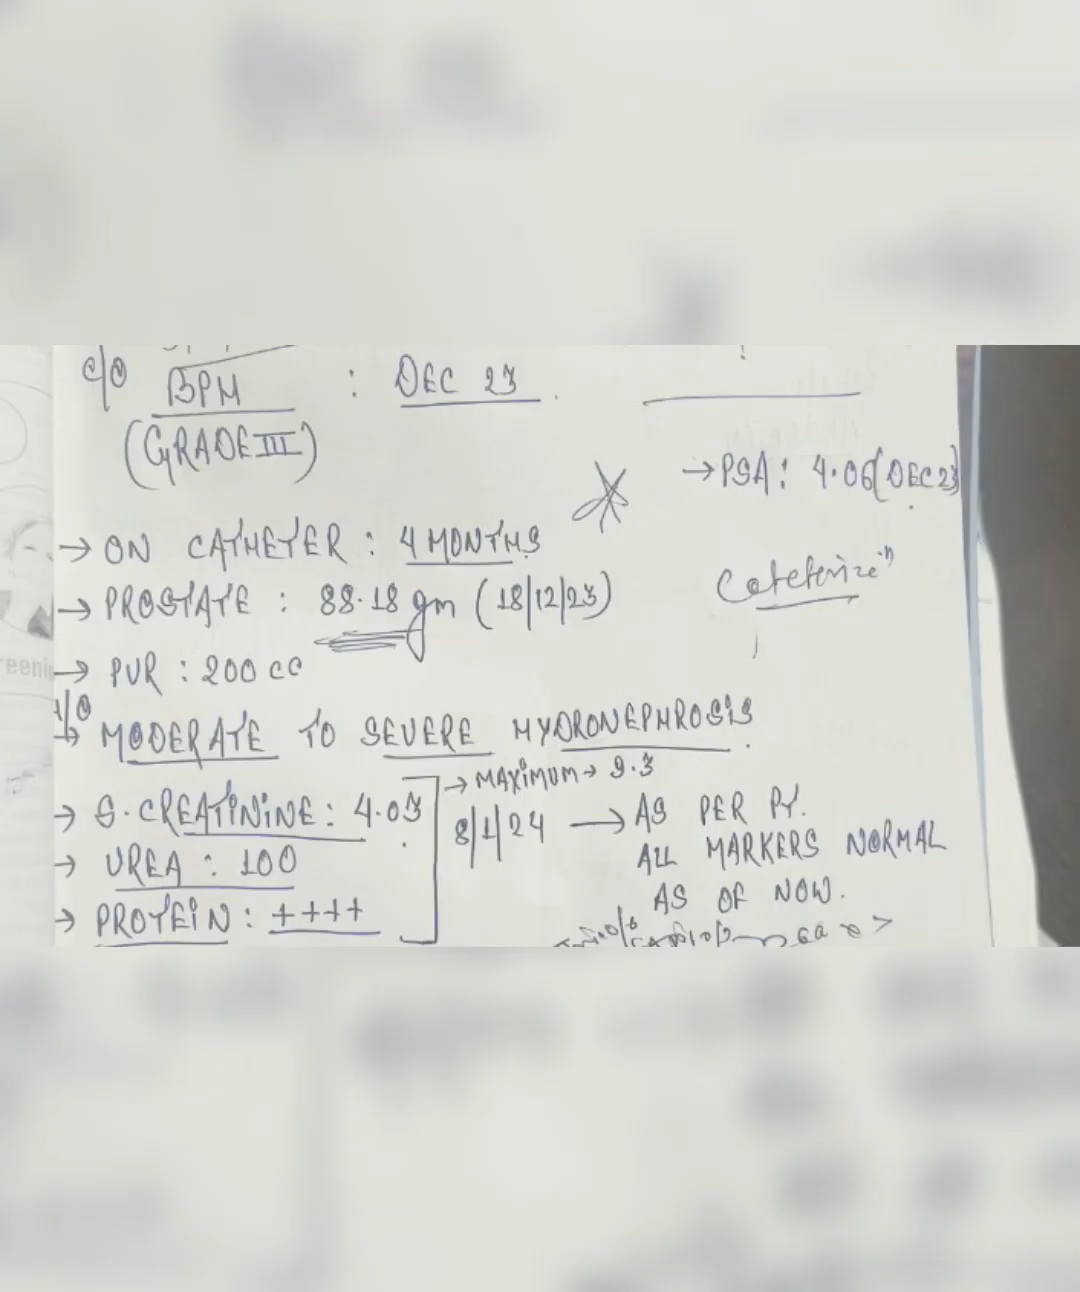 c/o BPH : DEC 23.
(GRADE III)
→ PSA : 4.06 (DEC 23)
→ ON CATHETER : 4 MONTHS
→ PROSTATE : 88.18 gm (18/12/23)
→ PVR : 200 cc
→ MODERATE TO SEVERE HYDRONEPHROSIS.
→ S. CREATININE : 4.03
→ MAXIMUM → 9.3
8/1/24 → AS PER PT.
→ UREA : 100
ALL MARKERS NORMAL
AS OF NOW.
→ PROTEIN : ++++